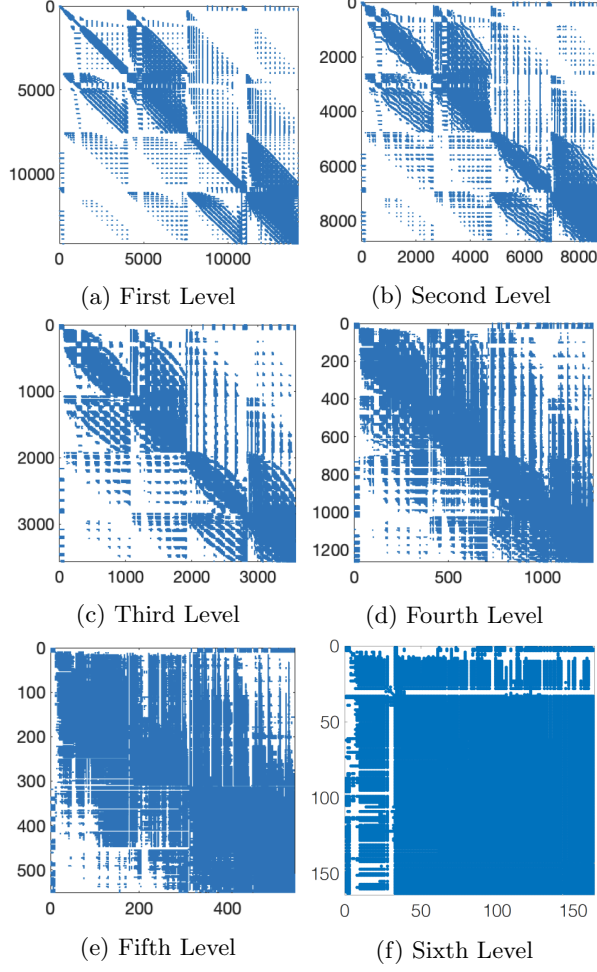 0
5000
10000
0 5000 10000
(a) First Level
0
2000
4000
6000
8000
0 2000 4000 6000 8000
(b) Second Level
0
1000
2000
3000
0 1000 2000 3000
(c) Third Level
0
200
400
600
800
1000
1200
0 500 1000
(d) Fourth Level
0
100
200
300
400
500
0 200 400
(e) Fifth Level
0
50
100
150
0 50 100 150
(f) Sixth Level